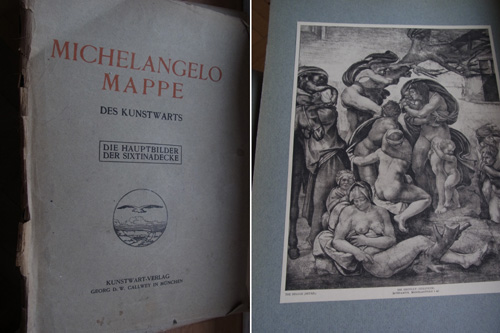 MICHELANGELO
MAPPE
DES KUNSTWARTS
DIE HAUPTBILDER
DER SIXTINADECKE
KUNSTWART-VERLAG
GEORG D. W. CALLWEY IN MÜNCHEN